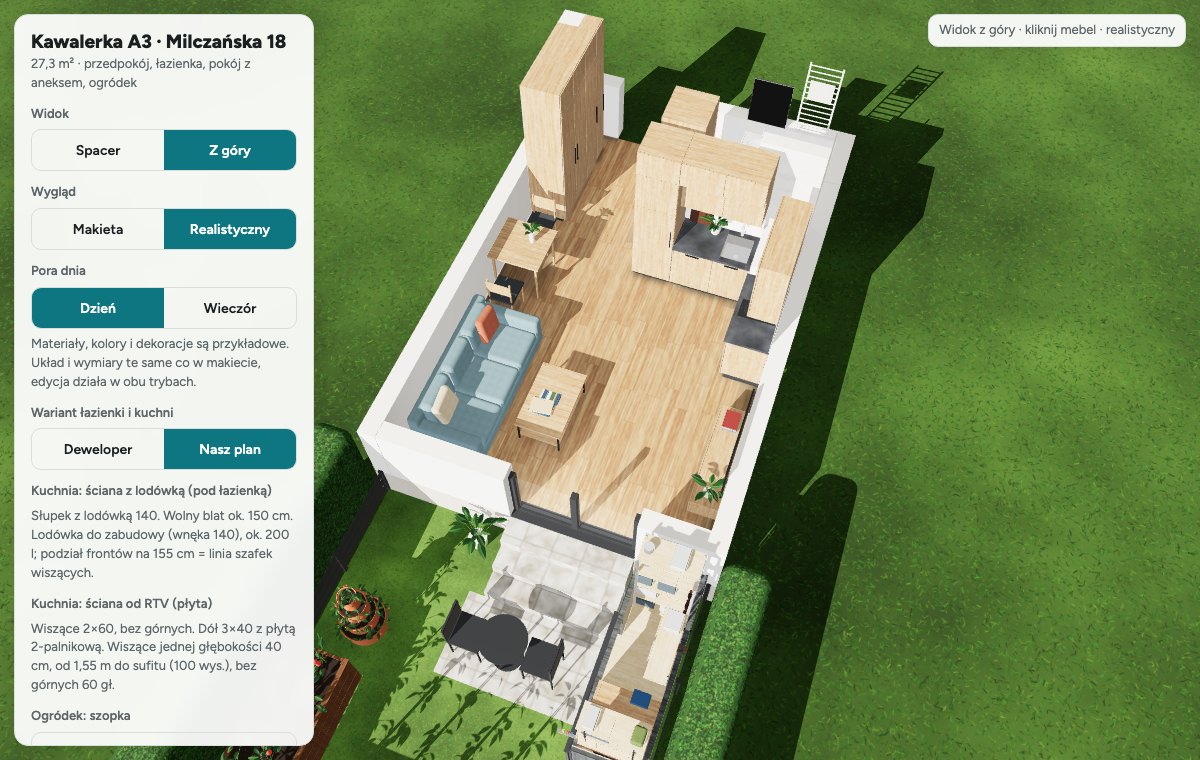 Kawalerka A3 · Milczańska 18
27,3 m² · przedpokój, łazienka, pokój z
aneksem, ogródek
Widok
Spacer
Z góry
Wygląd
Makieta
Realistyczny
Pora dnia
Dzień
Wieczór
Materiały, kolory i dekoracje są przykładowe.
Układ i wymiary te same co w makiecie,
edycja działa w obu trybach.
Wariant łazienki i kuchni
Deweloper
Nasz plan
Kuchnia: ściana z lodówką (pod łazienką)
Słupek z lodówką 140. Wolny blat ok. 150 cm.
Lodówka do zabudowy (wnęka 140), ok. 200
l; podział frontów na 155 cm = linia szafek
wiszących.
Kuchnia: ściana od RTV (płyta)
Wiszące 2×60, bez górnych. Dół 3×40 z płytą
2-palnikową. Wiszące jednej głębokości 40
cm, od 1,55 m do sufitu (100 wys.), bez
górnych 60 gł.
Ogródek: szopka
Widok z góry · kliknij mebel · realistyczny